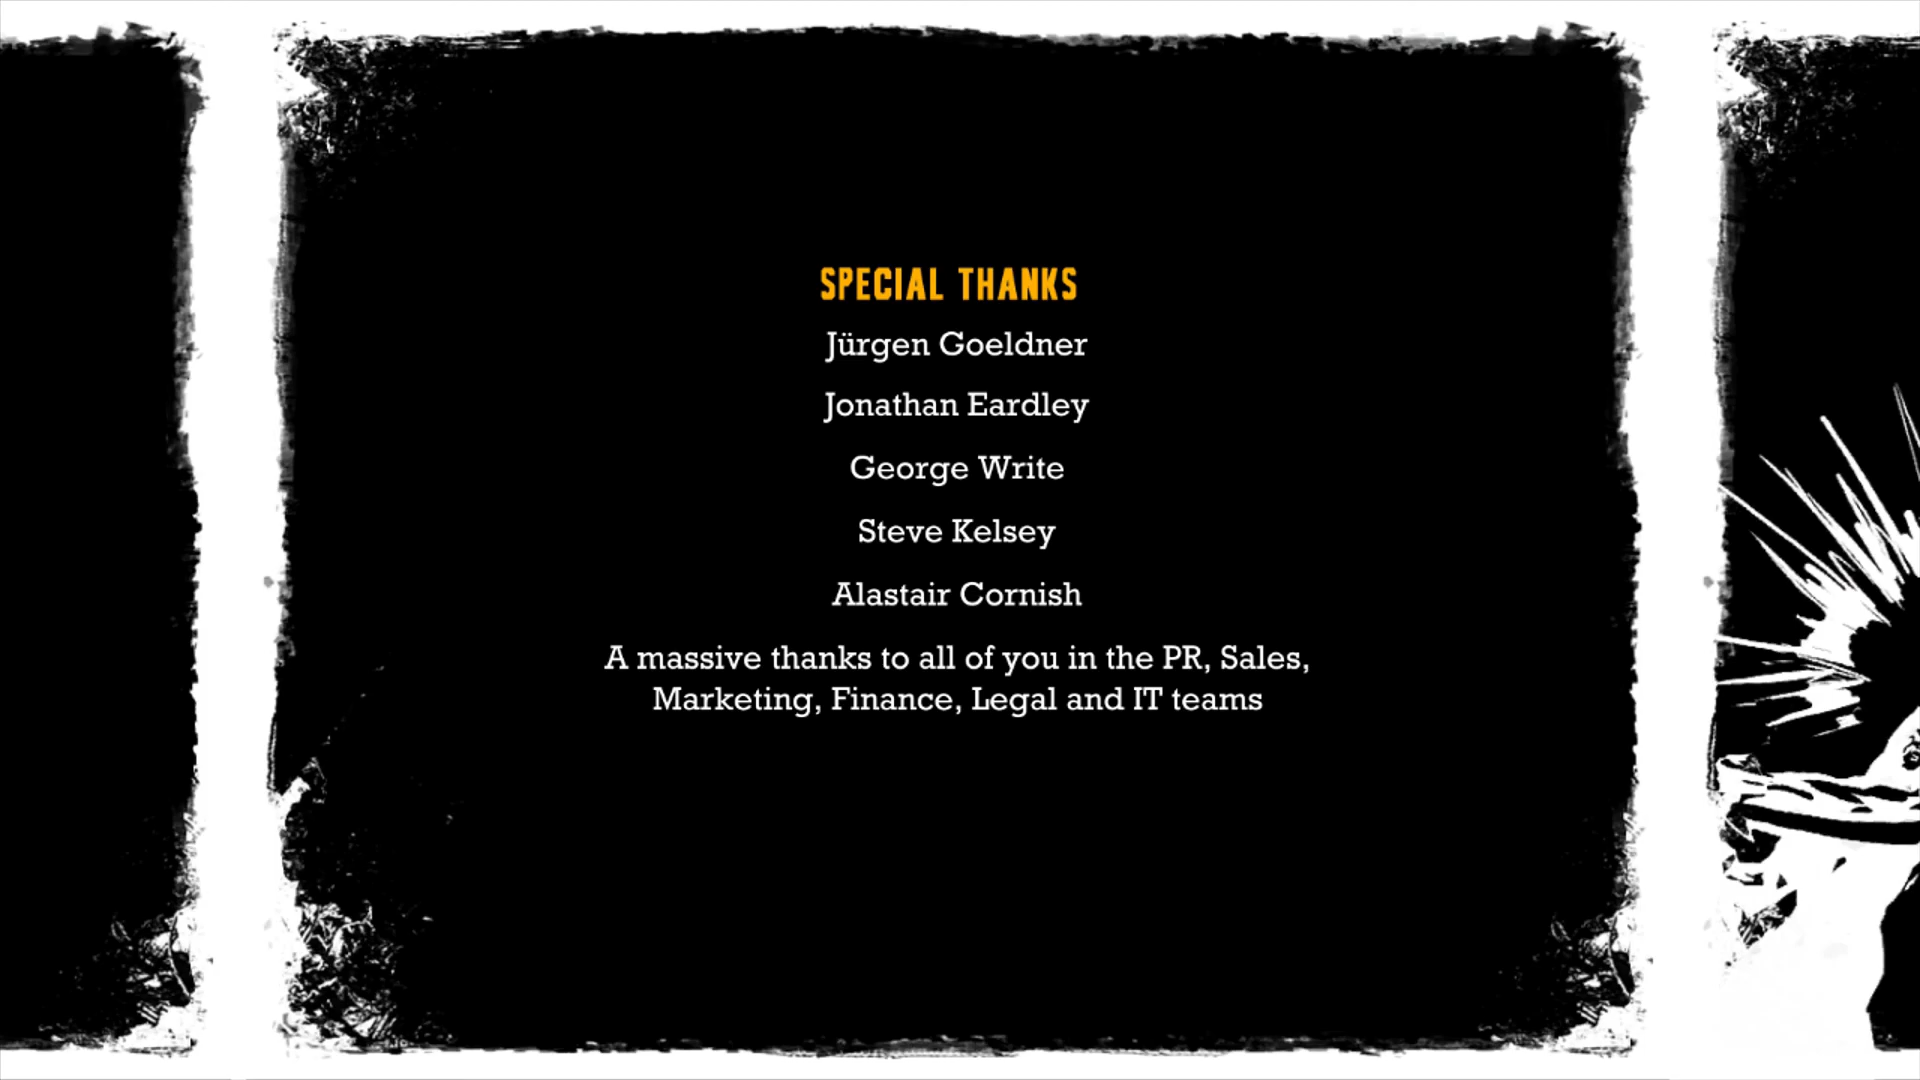 SPECIAL THANKS
Jürgen Goeldner
Jonathan Eardley
George Write
Steve Kelsey
Alastair Cornish
A massive thanks to all of you in the PR, Sales,
Marketing, Finance, Legal and IT teams